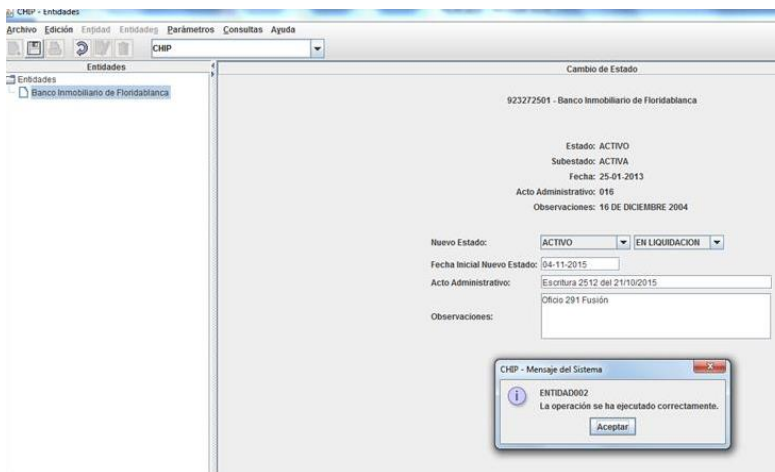 CHIP - Entidades
Archivo Edición Entidad Entidades Parámetros Consultas Ayuda
CHIP
Entidades
Entidades
Banco Inmobiliario de Floridablanca
Cambio de Estado
923272501 - Banco Inmobiliario de Floridablanca
Estado: ACTIVO
Subestado: ACTIVA
Fecha: 25-01-2013
Acto Administrativo: 016
Observaciones: 16 DE DICIEMBRE 2004
Nuevo Estado: ACTIVO EN LIQUIDACION
Fecha Inicial Nuevo Estado: 04-11-2015
Acto Administrativo: Escritura 2512 del 21/10/2015
Observaciones: Oficio 291 Fusión
CHIP - Mensaje del Sistema
ENTIDAD002
La operación se ha ejecutado correctamente.
Aceptar